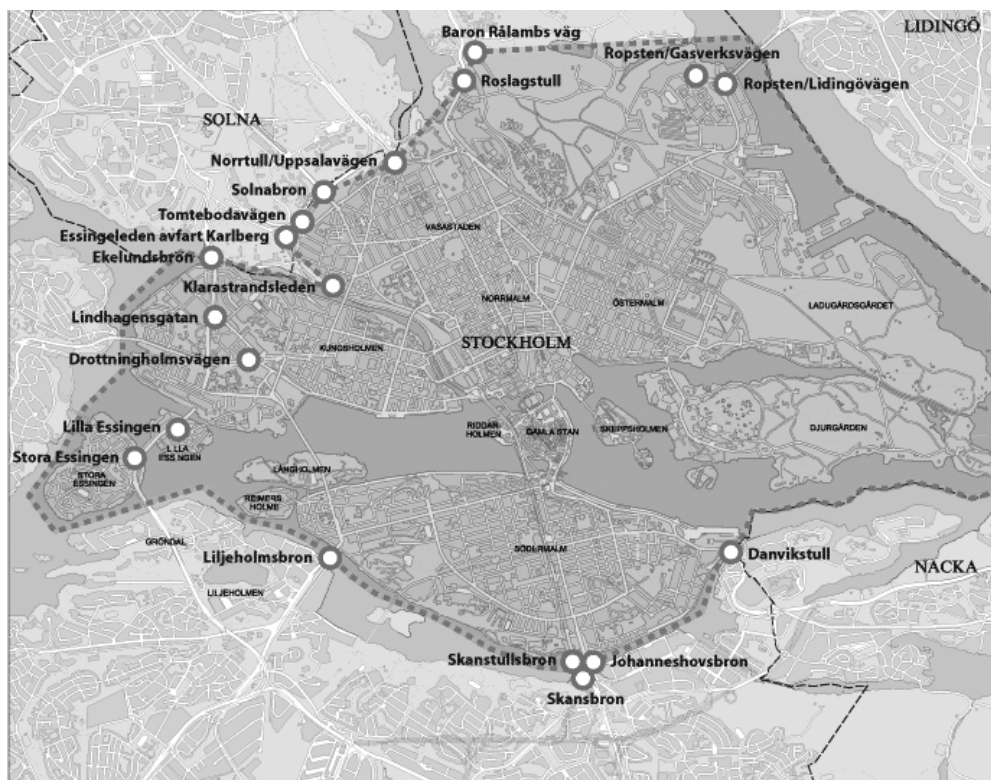 LIDINGÖ
Baron Rålambs väg
Ropsten/Gasverksvägen
Roslagstull
Ropsten/Lidingövägen
SOLNA
Norrtull/Uppsalavägen
Solnabron
Tomtebodavägen
VASASTADEN
Essingeleden avfart Karlberg
Ekelundsbron
Klarastrandsleden
NORRMALM
ÖSTERMALM
LADUGÅRDSGÄRDET
Lindhagensgatan
STOCKHOLM
KUNGSHOLMEN
Drottningholmsvägen
Lilla Essingen
RIDDAR-
HOLMEN
GAMLA STAN
SKEPPSHOLMEN
DJURGÅRDEN
LILLA
ESSINGEN
Stora Essingen
STORA
ESSINGEN
LÅNGHOLMEN
REIMERS
HOLME
GRÖNDAL
SÖDERMALM
Liljeholmsbron
Danvikstull
NACKA
LILJEHOLMEN
Skanstullsbron
Johanneshovsbron
Skansbron